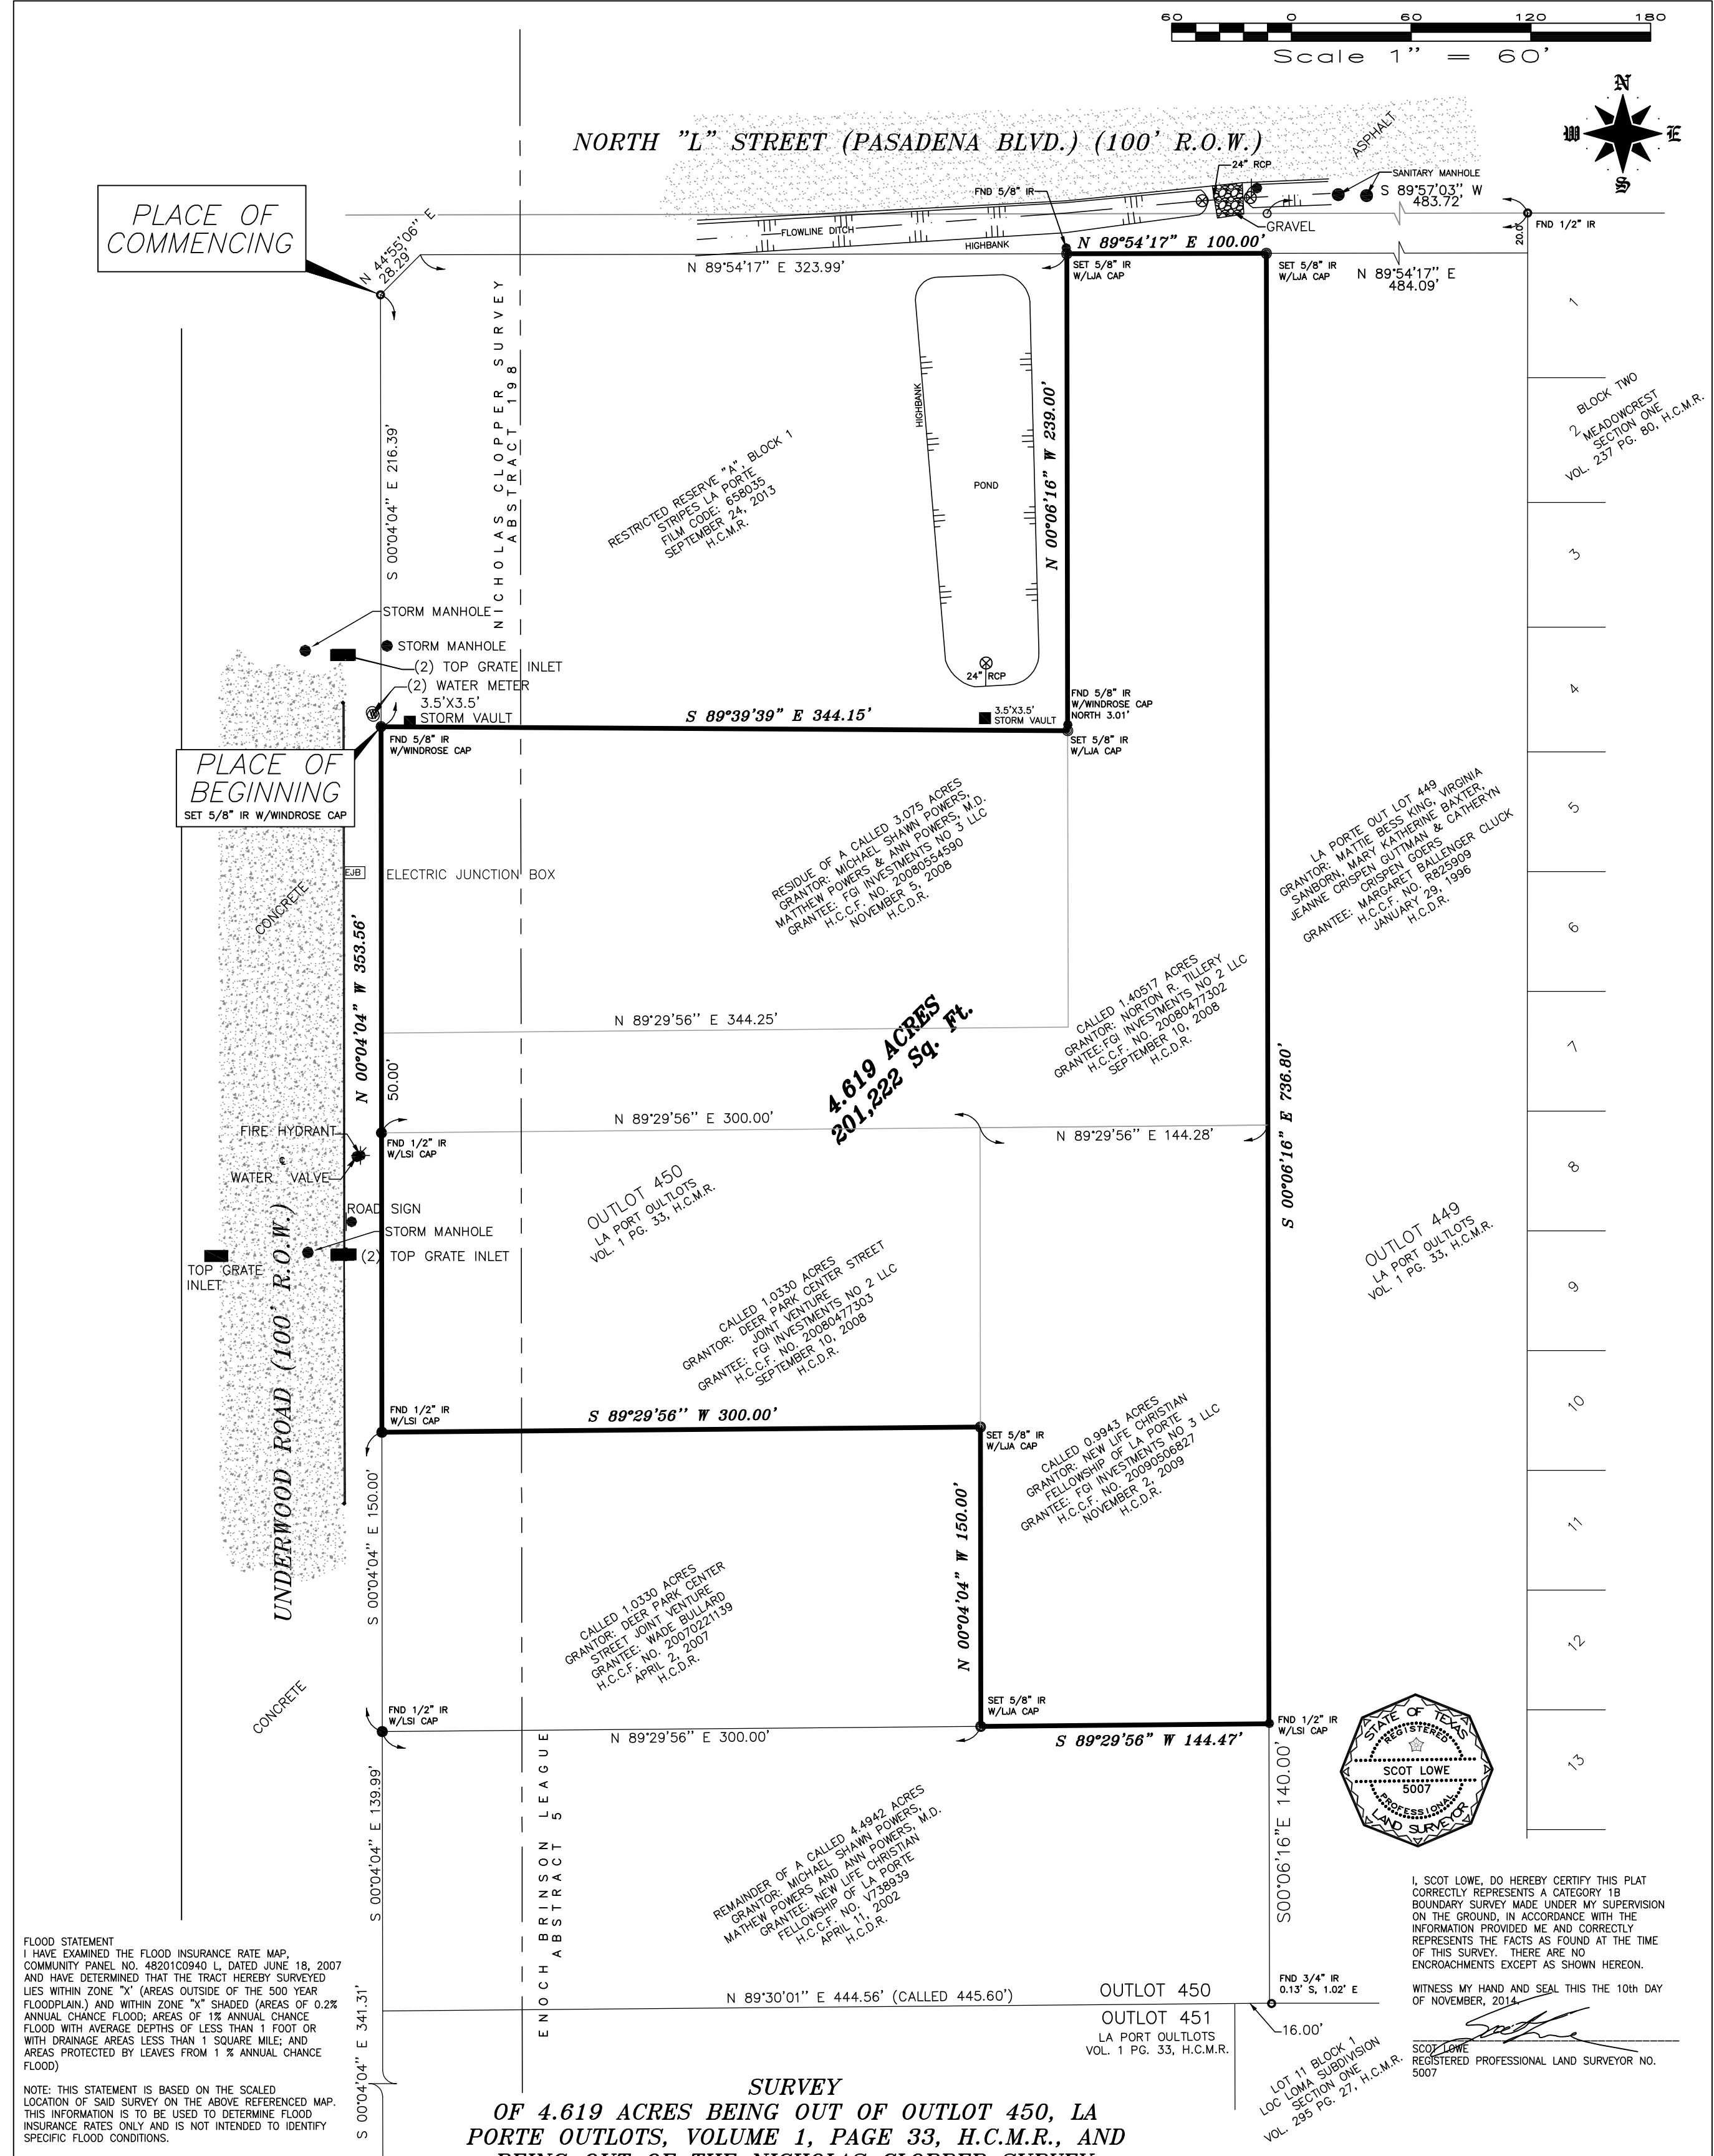 60 0 60 120 180
Scale 1" = 60'
N
W
E
S
NORTH "L" STREET (PASADENA BLVD.) (100' R.O.W.)
ASPHALT
24" RCP
SANITARY MANHOLE
FND 5/8" IR
S 89°57'03" W
483.72'
GRAVEL
FLOWLINE DITCH
HIGHBANK
20.0'
FND 1/2" IR
PLACE OF
COMMENCING
N 44°55'06" E
28.29'
N 89°54'17" E 323.99'
N 89°54'17" E 100.00'
SET 5/8" IR
W/LJA CAP
SET 5/8" IR
W/LJA CAP
N 89°54'17" E
484.09'
S 00°04'04" E 216.39'
NICHOLAS CLOPPER SURVEY
ABSTRACT 198
RESTRICTED RESERVE "A", BLOCK 1
STRIPES LA PORTE
FILM CODE: 658035
SEPTEMBER 24, 2013
H.C.M.R.
HIGHBANK
POND
24" RCP
N 00°06'16" W 239.00'
1
2
3
4
5
6
7
8
9
10
11
12
13
BLOCK TWO
MEADOWCREST
SECTION ONE
VOL. 237 PG. 80, H.C.M.R.
STORM MANHOLE
STORM MANHOLE
(2) TOP GRATE INLET
(2) WATER METER
3.5'X3.5'
STORM VAULT
S 89°39'39" E 344.15'
3.5'X3.5'
STORM VAULT
FND 5/8" IR
W/WINDROSE CAP
NORTH 3.01'
SET 5/8" IR
W/LJA CAP
FND 5/8" IR
W/WINDROSE CAP
PLACE OF
BEGINNING
SET 5/8" IR W/WINDROSE CAP
RESIDUE OF A CALLED 3.075 ACRES
GRANTOR: MICHAEL SHAWN POWERS,
MATTHEW POWERS & ANN POWERS, M.D.
GRANTEE: FGI INVESTMENTS NO 3 LLC
H.C.C.F. NO. 20080554590
NOVEMBER 5, 2008
H.C.D.R.
LA PORTE OUT LOT 449
GRANTOR: MATTIE BESS KING, VIRGINIA
SANBORN, MARY KATHERINE BAXTER,
JEANNE CRISPEN GUTTMAN & CATHERYN
CRISPEN GOERS
GRANTEE: MARGARET BALLENGER CLUCK
H.C.C.F. NO. R825909
JANUARY 29, 1996
H.C.D.R.
EJB
ELECTRIC JUNCTION BOX
CONCRETE
N 00°04'04" W 353.56'
50.00'
N 89°29'56" E 344.25'
4.619 ACRES
201,222 Sq. Ft.
CALLED 1.40517 ACRES
GRANTOR: NORTON R. TILLERY
GRANTEE:FGI INVESTMENTS NO 2 LLC
H.C.C.F. NO. 20080477302
SEPTEMBER 10, 2008
H.C.D.R.
S 00°06'16" E 736.80'
N 89°29'56" E 300.00'
N 89°29'56" E 144.28'
FIRE HYDRANT
FND 1/2" IR
W/LSI CAP
WATER VALVE
ROAD SIGN
STORM MANHOLE
(2) TOP GRATE INLET
TOP GRATE
INLET
UNDERWOOD ROAD (100' R.O.W.)
OUTLOT 450
LA PORT OULTLOTS
VOL. 1 PG. 33, H.C.M.R.
OUTLOT 449
LA PORT OULTLOTS
VOL. 1 PG. 33, H.C.M.R.
CALLED 1.0330 ACRES
GRANTOR: DEER PARK CENTER STREET
JOINT VENTURE
GRANTEE: FGI INVESTMENTS NO 2 LLC
H.C.C.F. NO. 20080477303
SEPTEMBER 10, 2008
H.C.D.R.
FND 1/2" IR
W/LSI CAP
S 89°29'56" W 300.00'
SET 5/8" IR
W/LJA CAP
CALLED 0.9943 ACRES
GRANTOR: NEW LIFE CHRISTIAN
FELLOWSHIP OF LA PORTE
GRANTEE: FGI INVESTMENTS NO 3 LLC
H.C.C.F. NO. 20090506827
NOVEMBER 2, 2009
H.C.D.R.
S 00°04'04" E 150.00'
N 00°04'04" W 150.00'
CALLED 1.0330 ACRES
GRANTOR: DEER PARK CENTER
STREET JOINT VENTURE
GRANTEE: WADE BULLARD
H.C.C.F. NO. 20070221139
APRIL 2, 2007
H.C.D.R.
CONCRETE
FND 1/2" IR
W/LSI CAP
N 89°29'56" E 300.00'
SET 5/8" IR
W/LJA CAP
S 89°29'56" W 144.47'
FND 1/2" IR
W/LSI CAP
STATE OF TEXAS
REGISTERED
SCOT LOWE
5007
PROFESSIONAL
LAND SURVEYOR
S 00°04'04" E 139.99'
ENOCH BRINSON LEAGUE
ABSTRACT 5
S00°06'16"E 140.00'
REMAINDER OF A CALLED 4.4942 ACRES
GRANTOR: MICHAEL SHAWN POWERS,
MATHEW POWERS AND ANN POWERS, M.D.
GRANTEE: NEW LIFE CHRISTIAN
FELLOWSHIP OF LA PORTE
H.C.C.F. NO. V738939
APRIL 11, 2002
H.C.D.R.
I, SCOT LOWE, DO HEREBY CERTIFY THIS PLAT
CORRECTLY REPRESENTS A CATEGORY 1B
BOUNDARY SURVEY MADE UNDER MY SUPERVISION
ON THE GROUND, IN ACCORDANCE WITH THE
INFORMATION PROVIDED ME AND CORRECTLY
REPRESENTS THE FACTS AS FOUND AT THE TIME
OF THIS SURVEY. THERE ARE NO
ENCROACHMENTS EXCEPT AS SHOWN HEREON.
WITNESS MY HAND AND SEAL THIS THE 10th DAY
OF NOVEMBER, 2014.
SCOT LOWE
REGISTERED PROFESSIONAL LAND SURVEYOR NO.
5007
FLOOD STATEMENT
I HAVE EXAMINED THE FLOOD INSURANCE RATE MAP,
COMMUNITY PANEL NO. 48201C0940 L, DATED JUNE 18, 2007
AND HAVE DETERMINED THAT THE TRACT HEREBY SURVEYED
LIES WITHIN ZONE "X' (AREAS OUTSIDE OF THE 500 YEAR
FLOODPLAIN.) AND WITHIN ZONE "X" SHADED (AREAS OF 0.2%
ANNUAL CHANCE FLOOD; AREAS OF 1% ANNUAL CHANCE
FLOOD WITH AVERAGE DEPTHS OF LESS THAN 1 FOOT OR
WITH DRAINAGE AREAS LESS THAN 1 SQUARE MILE; AND
AREAS PROTECTED BY LEAVES FROM 1 % ANNUAL CHANCE
FLOOD)
NOTE: THIS STATEMENT IS BASED ON THE SCALED
LOCATION OF SAID SURVEY ON THE ABOVE REFERENCED MAP.
THIS INFORMATION IS TO BE USED TO DETERMINE FLOOD
INSURANCE RATES ONLY AND IS NOT INTENDED TO IDENTIFY
SPECIFIC FLOOD CONDITIONS.
S 00°04'04" E 341.31'
N 89°30'01" E 444.56' (CALLED 445.60')
OUTLOT 450
OUTLOT 451
LA PORT OULTLOTS
VOL. 1 PG. 33, H.C.M.R.
FND 3/4" IR
0.13' S, 1.02' E
16.00'
LOT 11 BLOCK 1
LOC LOMA SUBDIVISION
SECTION ONE
VOL. 295 PG. 27, H.C.M.R.
SURVEY
OF 4.619 ACRES BEING OUT OF OUTLOT 450, LA
PORTE OUTLOTS, VOLUME 1, PAGE 33, H.C.M.R., AND
BEING OUT OF THE NICHOLAS CLOPPER SURVEY